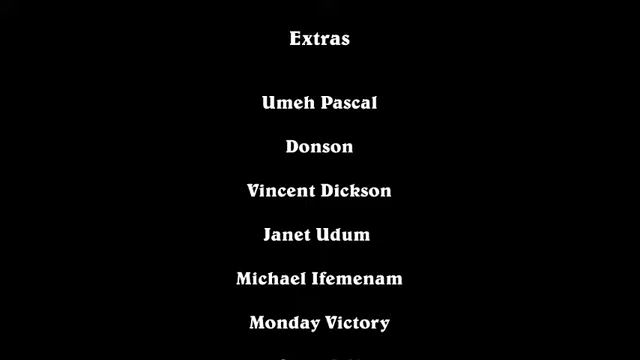 Extras
Umeh Pascal
Donson
Vincent Dickson
Janet Udum
Michael Ifemenam
Monday Victory